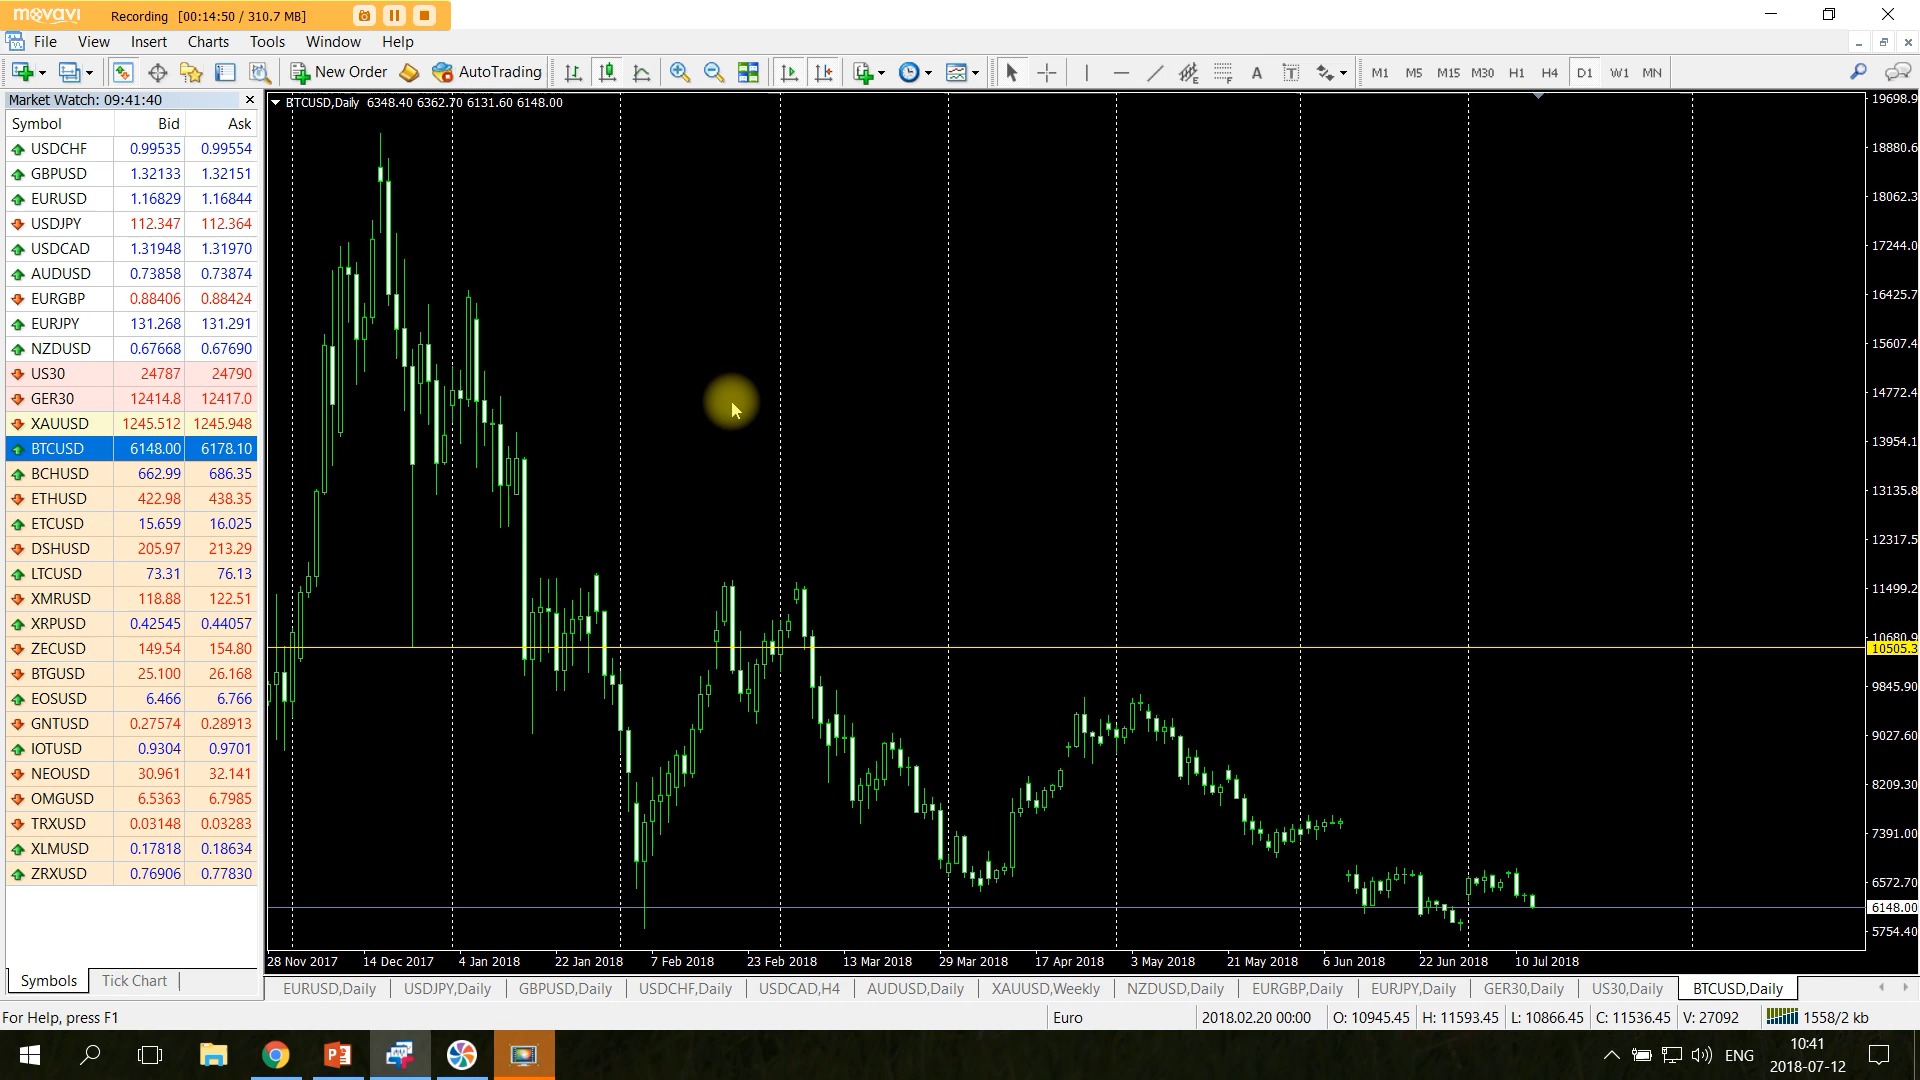 movavi Recording [00:14:50 / 310.7 MB]
File View Insert Charts Tools Window Help
New Order AutoTrading M1 M5 M15 M30 H1 H4 D1 W1 MN
Market Watch: 09:41:40
Symbol Bid Ask
USDCHF 0.99535 0.99554
GBPUSD 1.32133 1.32151
EURUSD 1.16829 1.16844
USDJPY 112.347 112.364
USDCAD 1.31948 1.31970
AUDUSD 0.73858 0.73874
EURGBP 0.88406 0.88424
EURJPY 131.268 131.291
NZDUSD 0.67668 0.67690
US30 24787 24790
GER30 12414.8 12417.0
XAUUSD 1245.512 1245.948
BTCUSD 6148.00 6178.10
BCHUSD 662.99 686.35
ETHUSD 422.98 438.35
ETCUSD 15.659 16.025
DSHUSD 205.97 213.29
LTCUSD 73.31 76.13
XMRUSD 118.88 122.51
XRPUSD 0.42545 0.44057
ZECUSD 149.54 154.80
BTGUSD 25.100 26.168
EOSUSD 6.466 6.766
GNTUSD 0.27574 0.28913
IOTUSD 0.9304 0.9701
NEOUSD 30.961 32.141
OMGUSD 6.5363 6.7985
TRXUSD 0.03148 0.03283
XLMUSD 0.17818 0.18634
ZRXUSD 0.76906 0.77830
Symbols Tick Chart
BTCUSD,Daily 6348.40 6362.70 6131.60 6148.00
19698.9
18880.6
18062.3
17244.0
16425.7
15607.4
14772.4
13954.1
13135.8
12317.5
11499.2
10680.9
10505.3
9845.90
9027.60
8209.30
7391.00
6572.70
6148.00
5754.40
28 Nov 2017 14 Dec 2017 4 Jan 2018 22 Jan 2018 7 Feb 2018 23 Feb 2018 13 Mar 2018 29 Mar 2018 17 Apr 2018 3 May 2018 21 May 2018 6 Jun 2018 22 Jun 2018 10 Jul 2018
EURUSD,Daily USDJPY,Daily GBPUSD,Daily USDCHF,Daily USDCAD,H4 AUDUSD,Daily XAUUSD,Weekly NZDUSD,Daily EURGBP,Daily EURJPY,Daily GER30,Daily US30,Daily BTCUSD,Daily
For Help, press F1 Euro 2018.02.20 00:00 O: 10945.45 H: 11593.45 L: 10866.45 C: 11536.45 V: 27092 1558/2 kb
ENG
10:41
2018-07-12